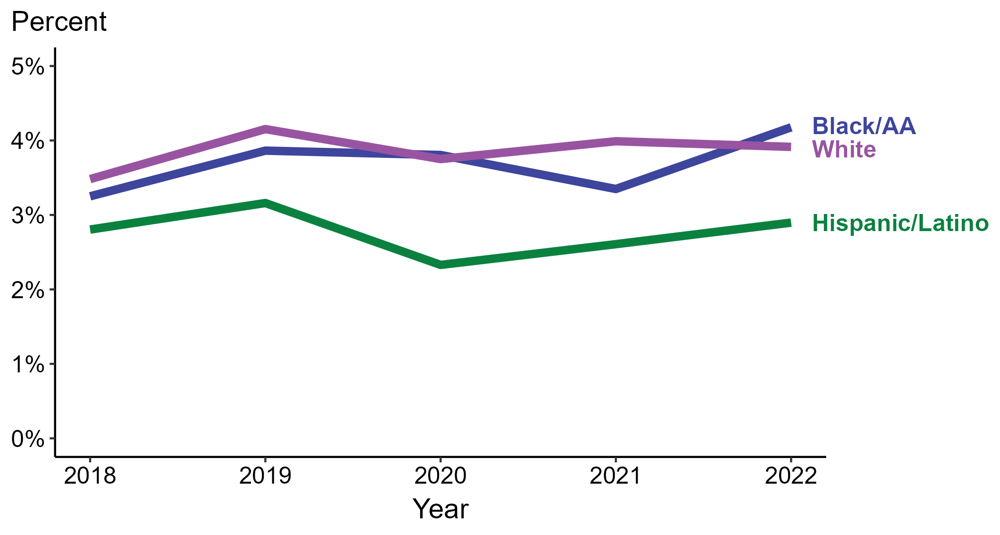 Percent
5%
4%
3%
2%
1%
0%
Black/AA
White
Hispanic/Latino
2018 2019 2020 2021 2022
Year